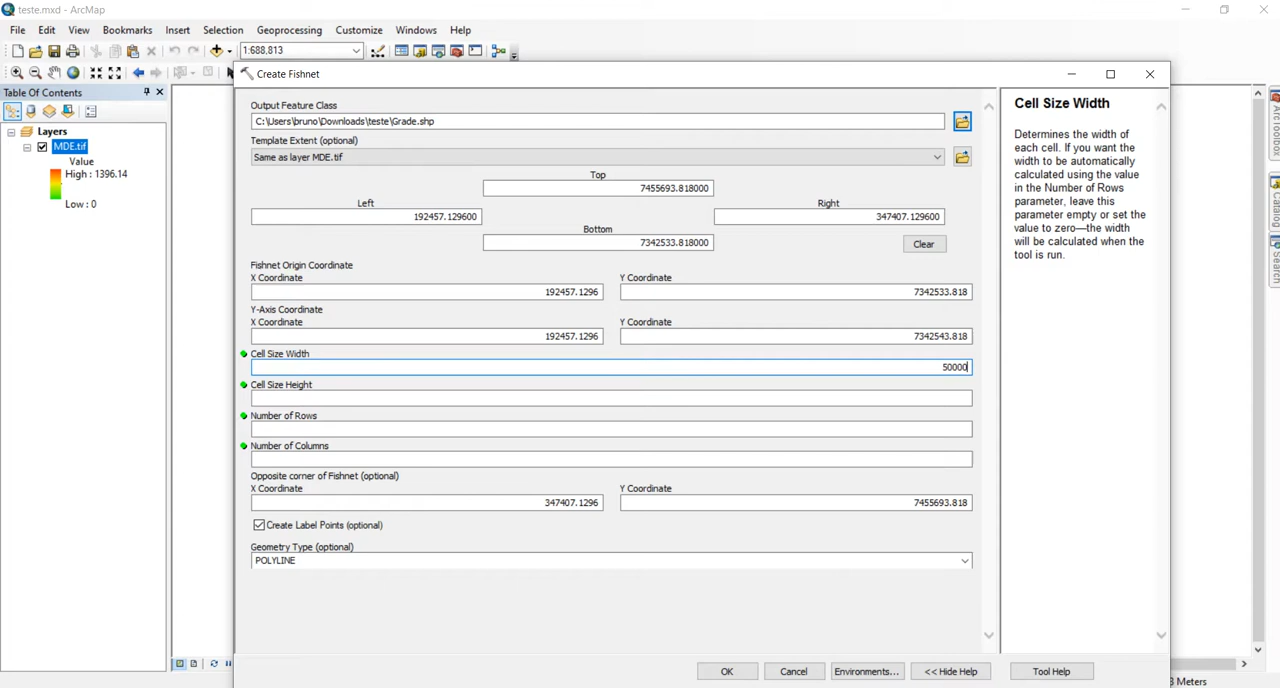 teste.mxd - ArcMap
File Edit View Bookmarks Insert Selection Geoprocessing Customize Windows Help
1:688,813
Create Fishnet
Table Of Contents
Layers
MDE.tif
Value
High : 1396.14
Low : 0
Output Feature Class
C:\Users\bruno\Downloads\teste\Grade.shp
Template Extent (optional)
Same as layer MDE.tif
Top
7455693.818000
Left Right
192457.129600 347407.129600
Bottom
7342533.818000
Clear
Fishnet Origin Coordinate
X Coordinate Y Coordinate
192457.1296 7342533.818
Y-Axis Coordinate
X Coordinate Y Coordinate
192457.1296 7342543.818
Cell Size Width
50000
Cell Size Height
Number of Rows
Number of Columns
Opposite corner of Fishnet (optional)
X Coordinate Y Coordinate
347407.1296 7455693.818
Create Label Points (optional)
Geometry Type (optional)
POLYLINE
OK Cancel Environments... << Hide Help Tool Help
Cell Size Width
Determines the width of
each cell. If you want the
width to be automatically
calculated using the value
in the Number of Rows
parameter, leave this
parameter empty or set the
value to zero—the width
will be calculated when the
tool is run.
ArcToolbox
Catalog
Search
Meters